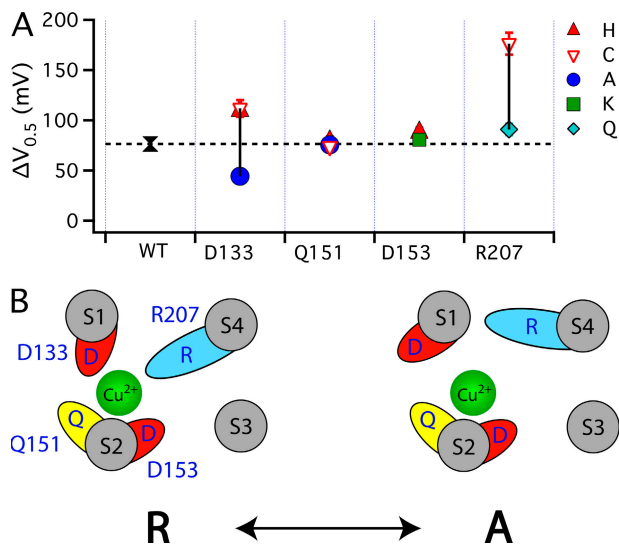 A
ΔV0.5 (mV)
200
150
100
50
0
WT
D133
Q151
D153
R207
H
C
A
K
Q
B
S1
D
D133
R207
S4
R
Cu2+
Q
Q151
S2
D
D153
S3
S1
D
R
S4
Cu2+
Q
S2
D
S3
R
A